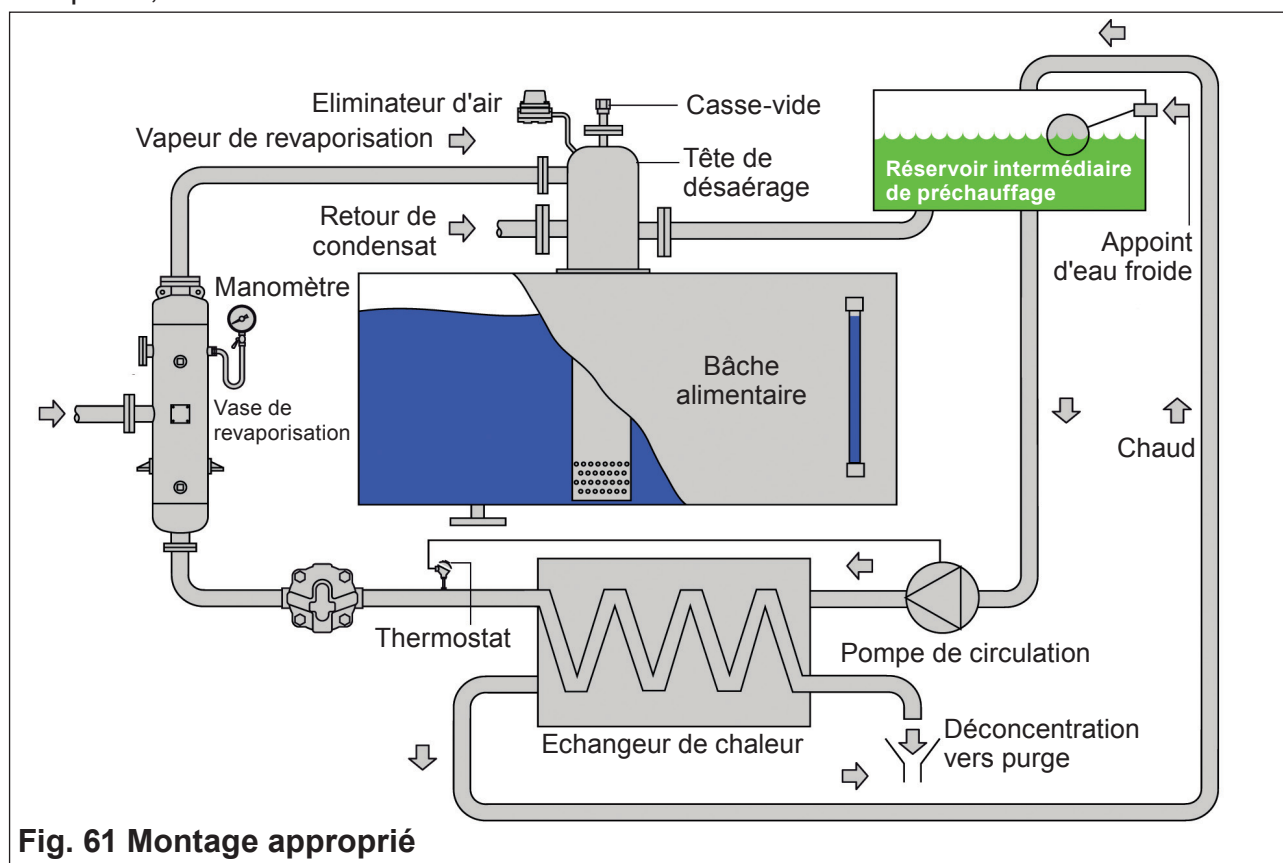 Eliminateur d'air
Casse-vide
Vapeur de revaporisation
Tête de
désaérage
Réservoir intermédiaire
de préchauffage
Retour de
condensat
Appoint
d'eau froide
Manomètre
Bâche
alimentaire
Vase de
revaporisation
Chaud
Thermostat
Pompe de circulation
Echangeur de chaleur
Déconcentration
vers purge
Fig. 61 Montage approprié